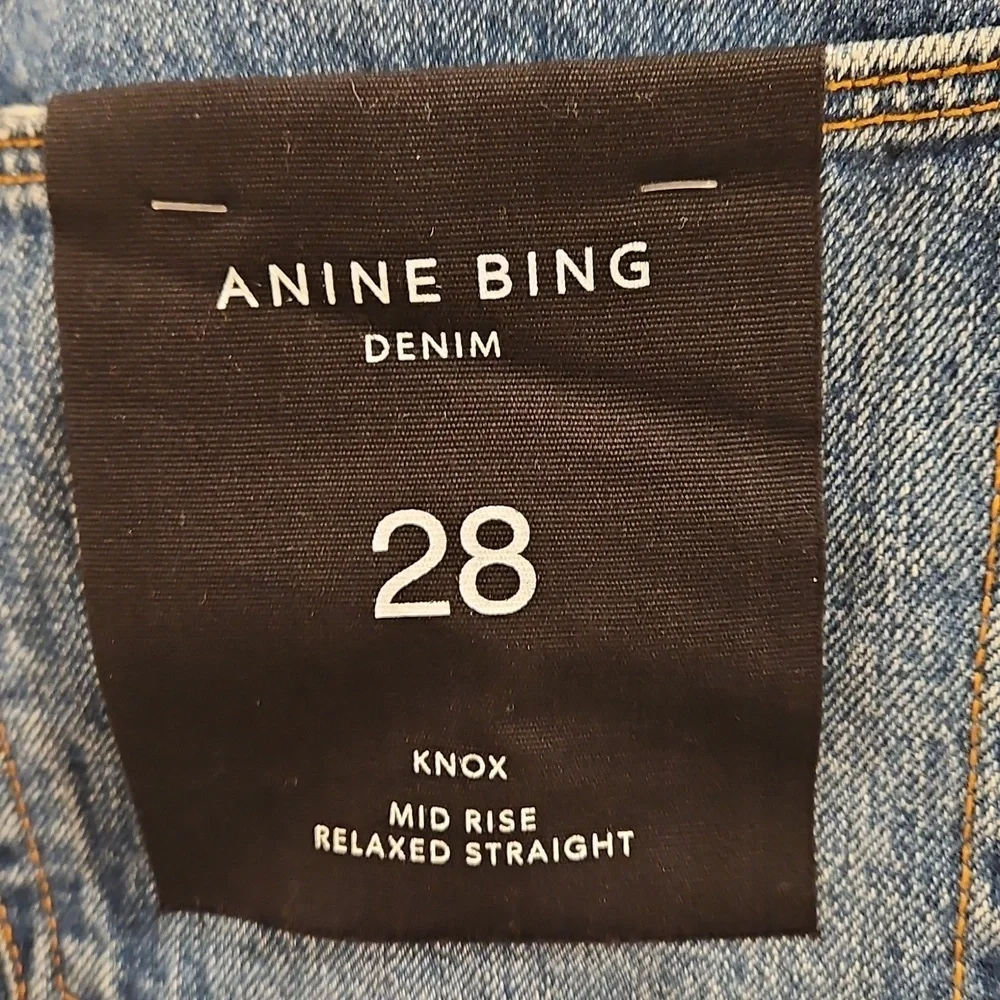 ANINE BING
DENIM
28
KNOX
MID RISE
RELAXED STRAIGHT